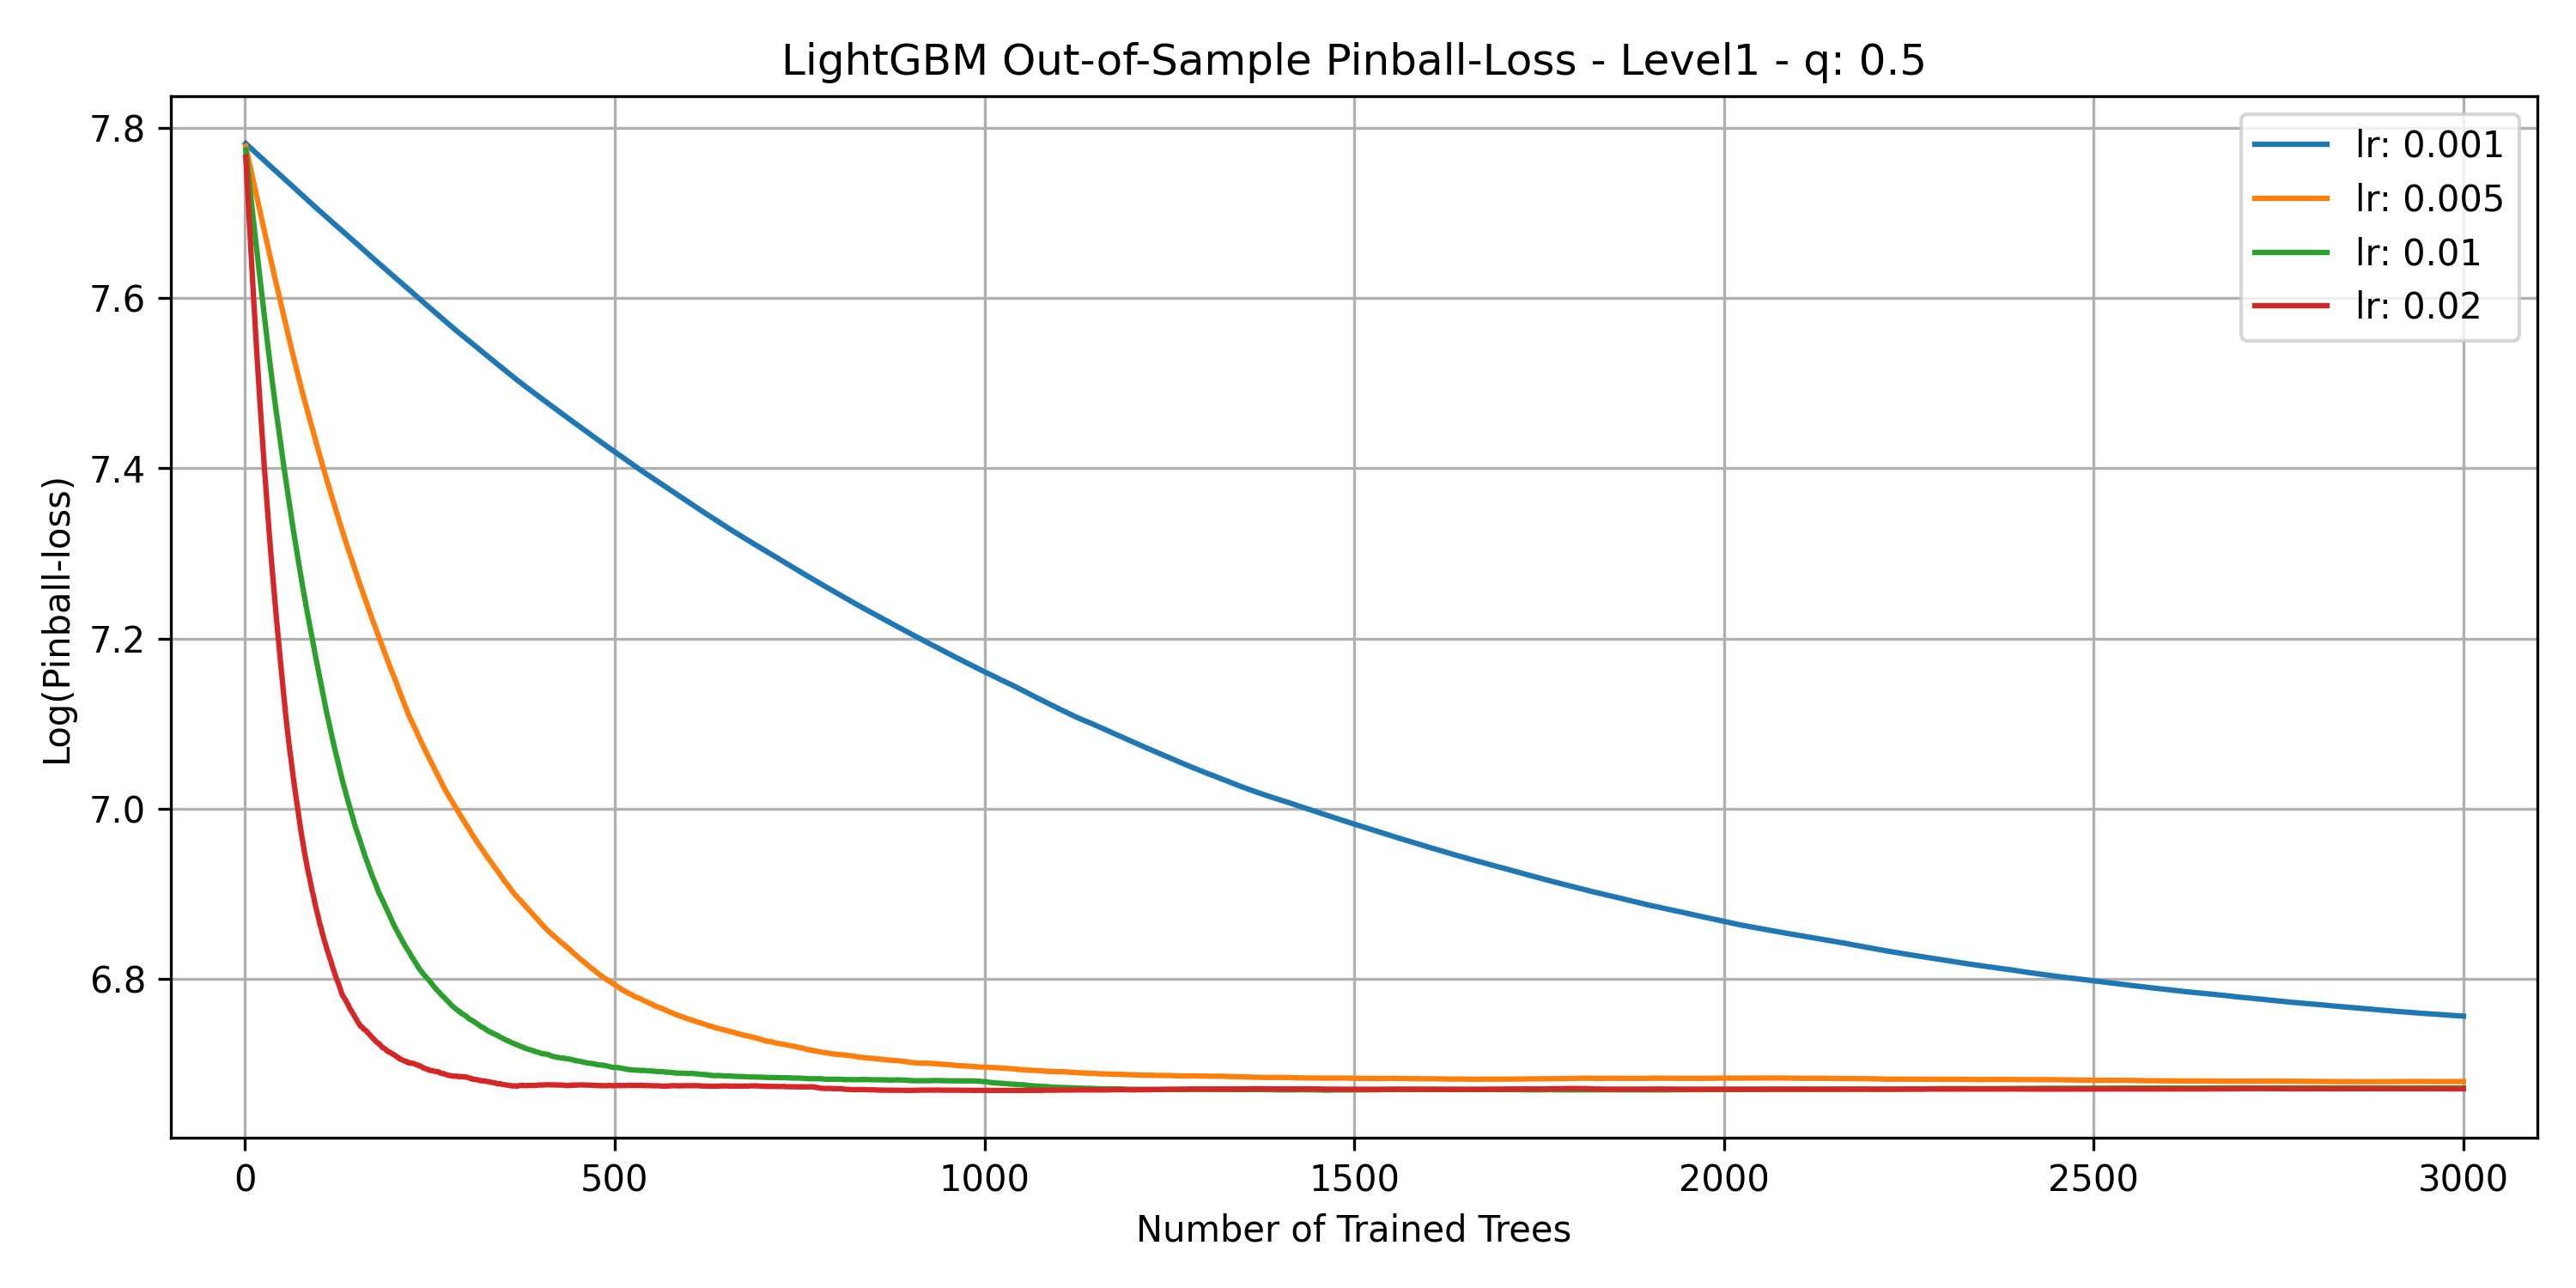 LightGBM Out-of-Sample Pinball-Loss - Level1 - q: 0.5
Log(Pinball-loss)
7.8
7.6
7.4
7.2
7.0
6.8
lr: 0.001
lr: 0.005
lr: 0.01
lr: 0.02
0 500 1000 1500 2000 2500 3000
Number of Trained Trees